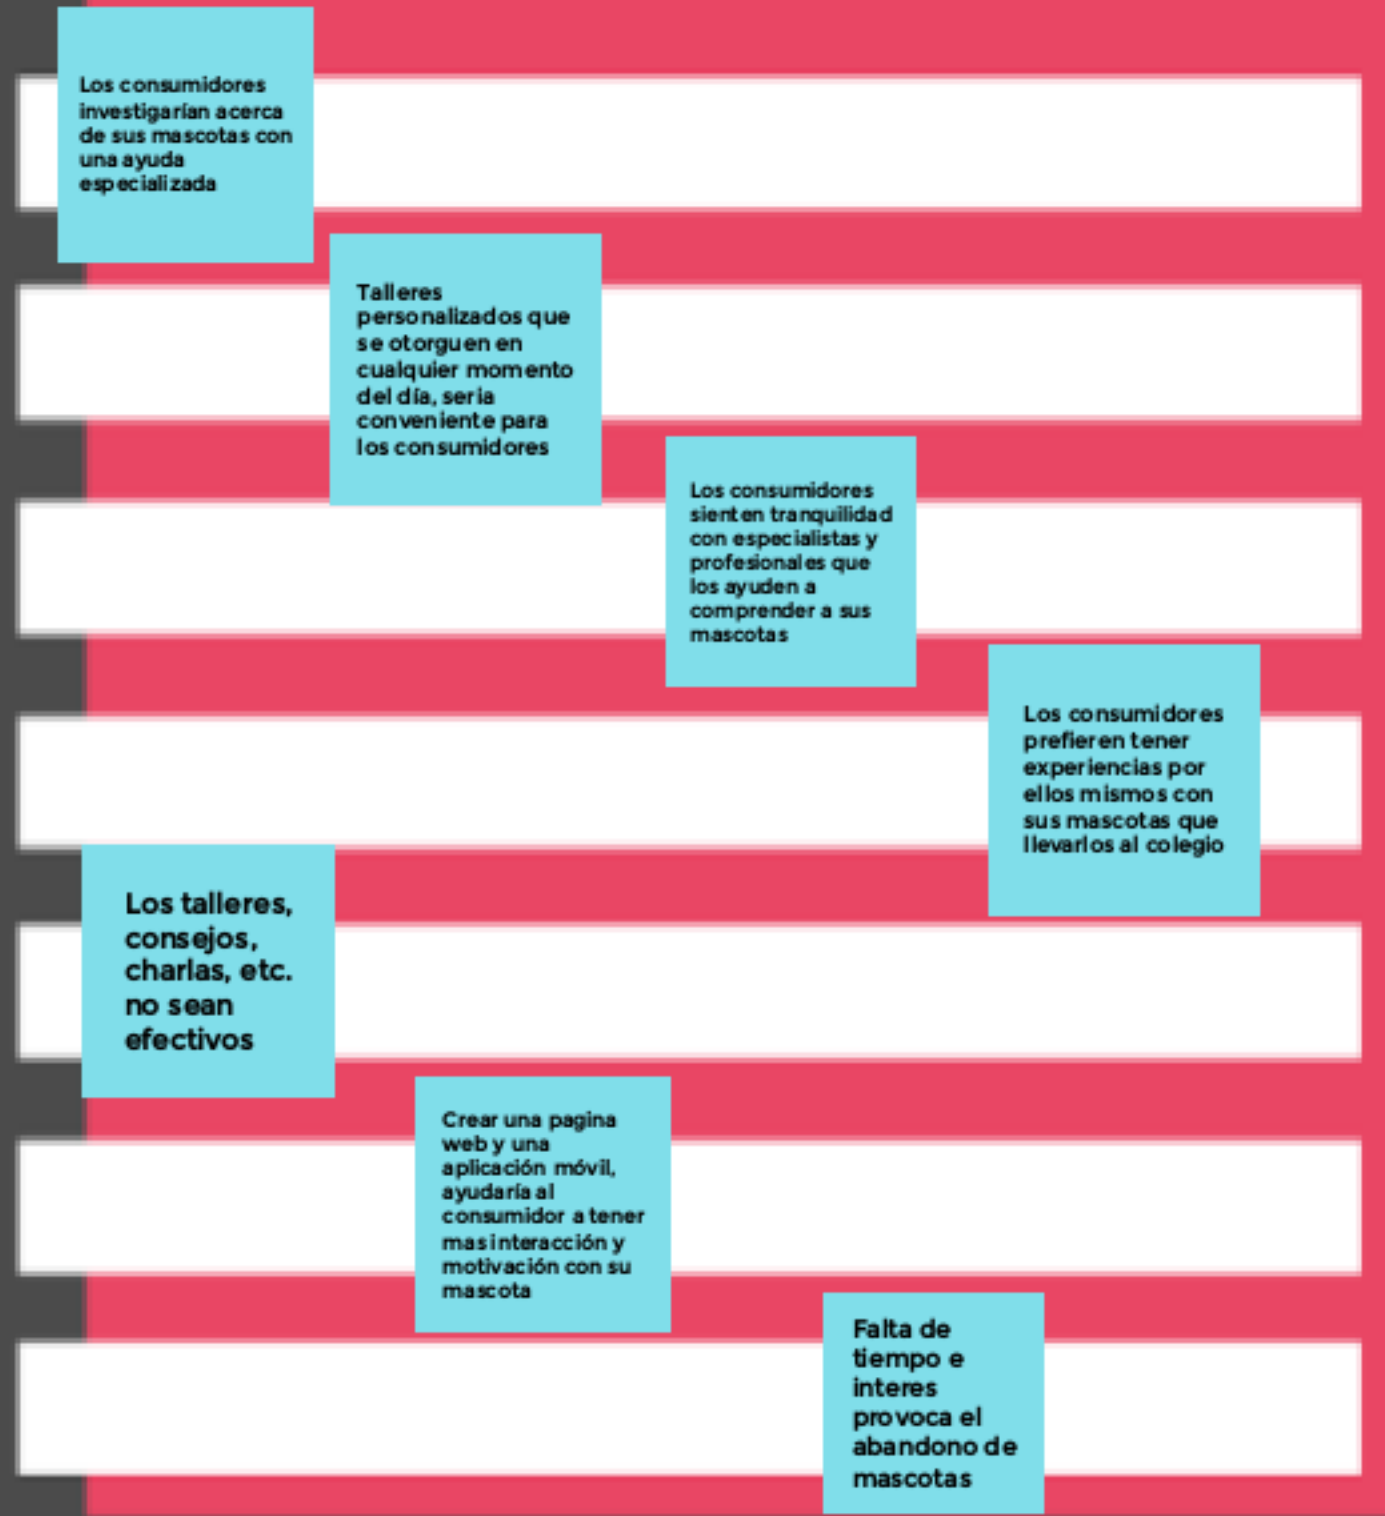 Los consumidores
investigarían acerca
de sus mascotas con
una ayuda
especializada
Talleres
personalizados que
se otorguen en
cualquier momento
del día, seria
conveniente para
los consumidores
Los consumidores
sienten tranquilidad
con especialistas y
profesionales que
los ayuden a
comprender a sus
mascotas
Los consumidores
prefieren tener
experiencias por
ellos mismos con
sus mascotas que
llevarlos al colegio
Los talleres,
consejos,
charlas, etc.
no sean
efectivos
Crear una pagina
web y una
aplicación móvil,
ayudaría al
consumidor a tener
mas interacción y
motivación con su
mascota
Falta de
tiempo e
interes
provoca el
abandono de
mascotas